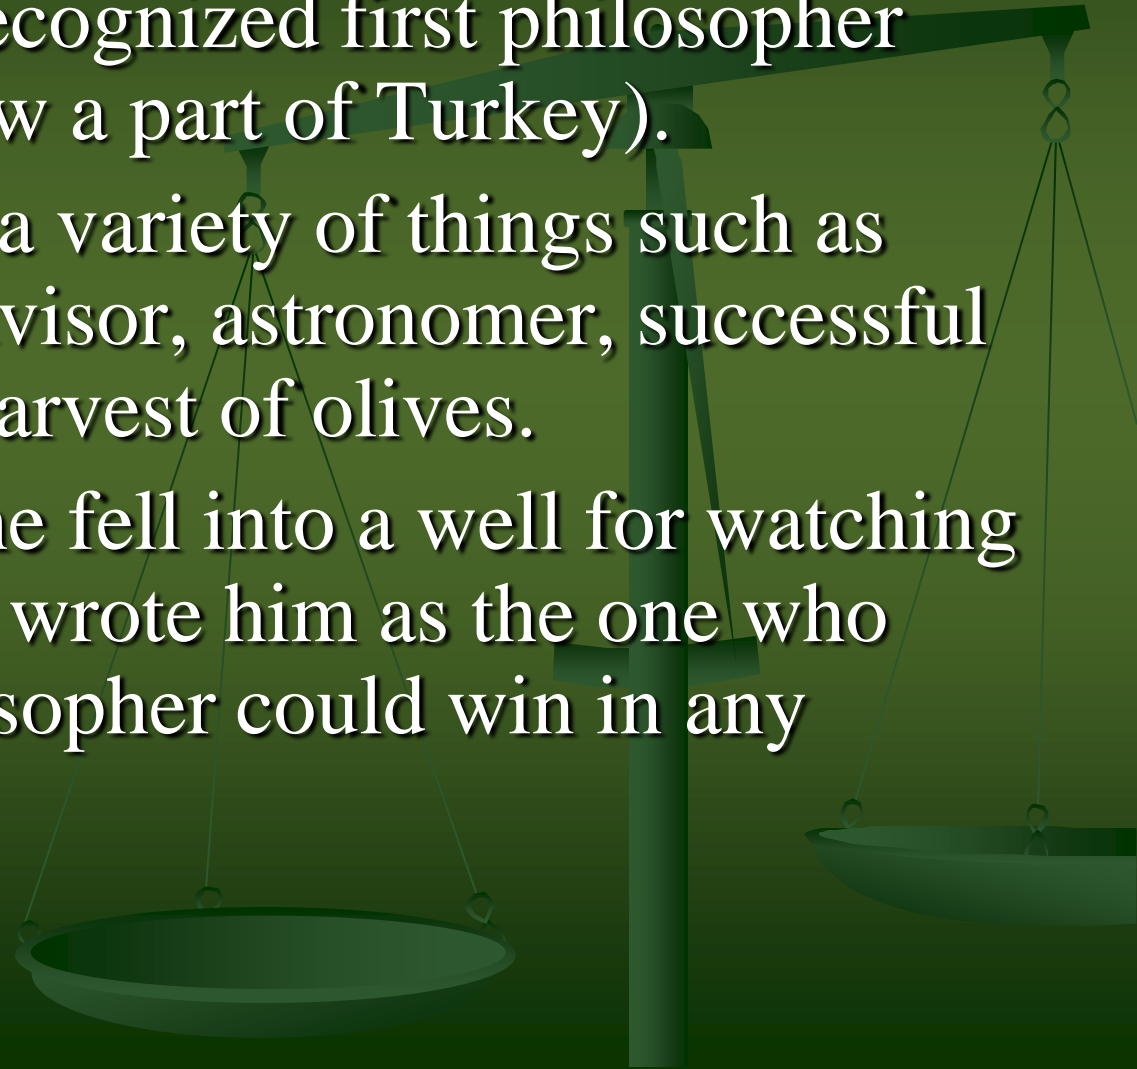 ecognized first philosopher
w a part of Turkey).
a variety of things such as
visor, astronomer, successful
arvest of olives.
e fell into a well for watching
wrote him as the one who
sopher could win in any